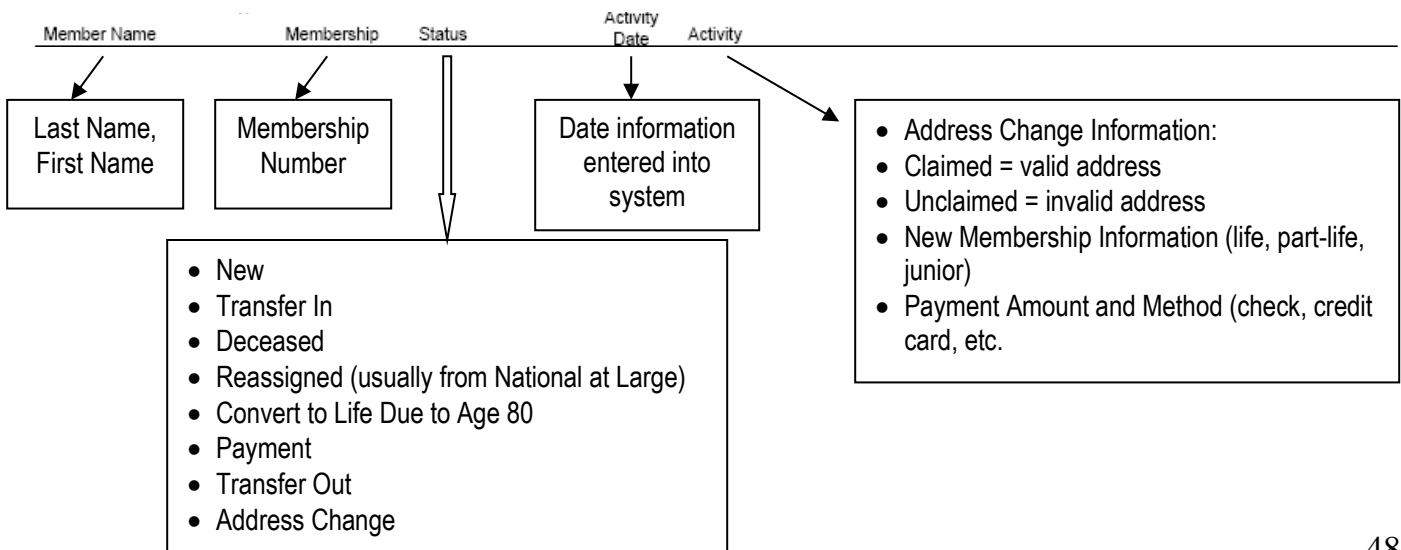 Member Name Membership Status Activity Date Activity
Last Name,
First Name
Membership
Number
Date information
entered into
system
• Address Change Information:
• Claimed = valid address
• Unclaimed = invalid address
• New Membership Information (life, part-life,
junior)
• Payment Amount and Method (check, credit
card, etc.
• New
• Transfer In
• Deceased
• Reassigned (usually from National at Large)
• Convert to Life Due to Age 80
• Payment
• Transfer Out
• Address Change
48